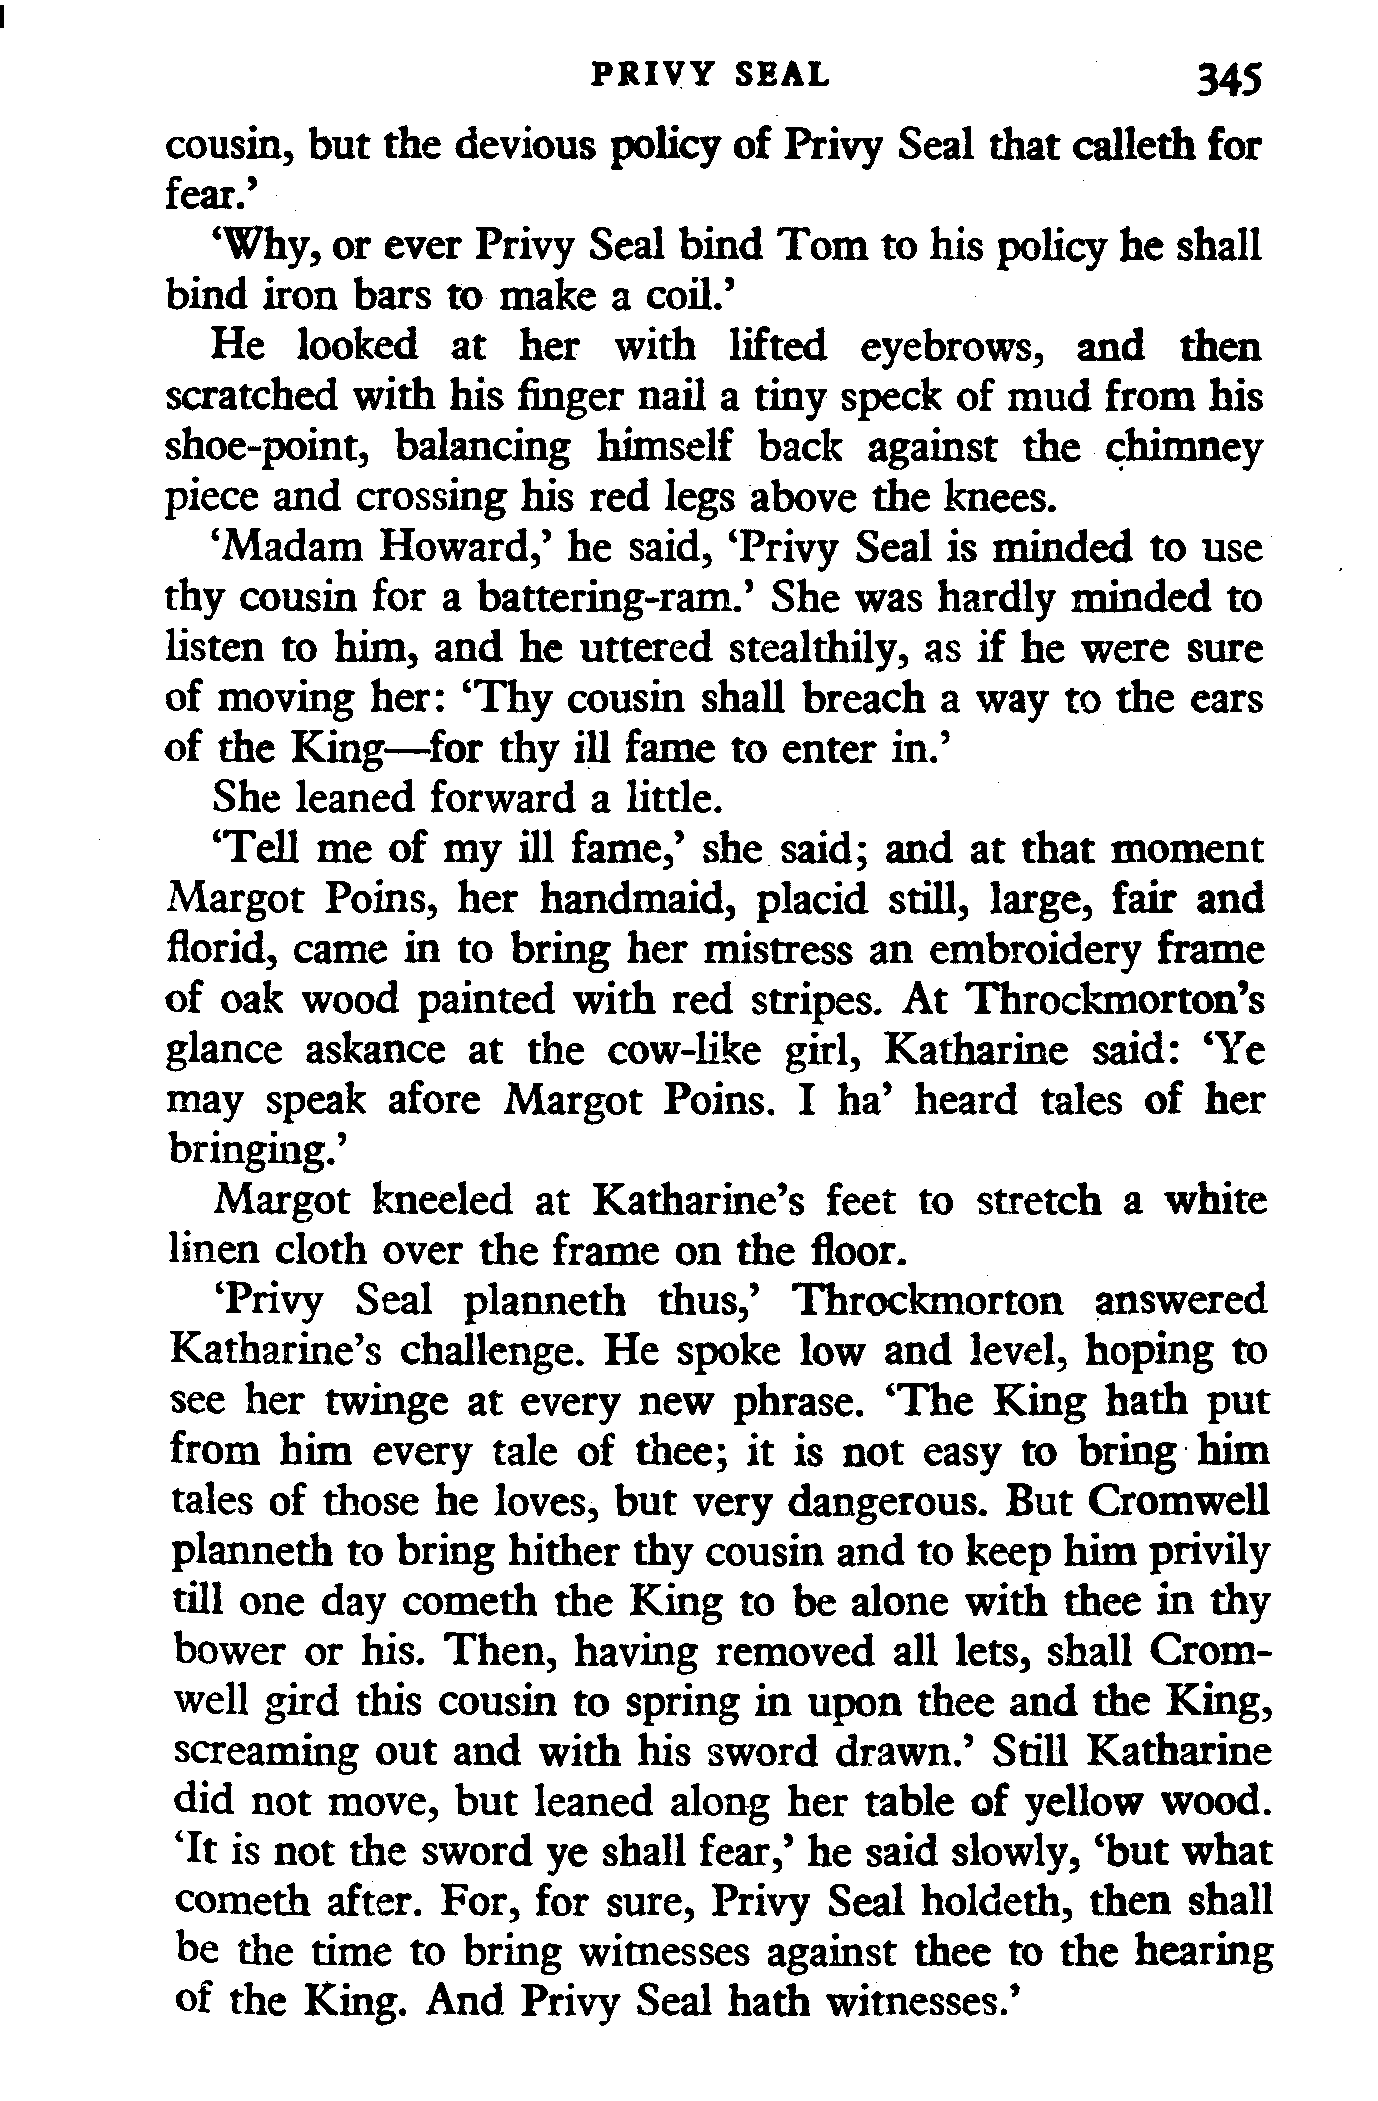 PRIVY SEAL 345
cousin, but the devious policy of Privy Seal that calleth for
fear.’
‘Why, or ever Privy Seal bind Tom to his policy he shall
bind iron bars to make a coil.’
He looked at her with lifted eyebrows, and then
scratched with his finger nail a tiny speck of mud from his
shoe-point, balancing himself back against the chimney
piece and crossing his red legs above the knees.
‘Madam Howard,’ he said, ‘Privy Seal is minded to use
thy cousin for a battering-ram.’ She was hardly minded to
listen to him, and he uttered stealthily, as if he were sure
of moving her: ‘Thy cousin shall breach a way to the ears
of the King—for thy ill fame to enter in.’
She leaned forward a little.
‘Tell me of my ill fame,’ she said; and at that moment
Margot Poins, her handmaid, placid still, large, fair and
florid, came in to bring her mistress an embroidery frame
of oak wood painted with red stripes. At Throckmorton’s
glance askance at the cow-like girl, Katharine said: ‘Ye
may speak afore Margot Poins. I ha’ heard tales of her
bringing.’
Margot kneeled at Katharine’s feet to stretch a white
linen cloth over the frame on the floor.
‘Privy Seal planneth thus,’ Throckmorton answered
Katharine’s challenge. He spoke low and level, hoping to
see her twinge at every new phrase. ‘The King hath put
from him every tale of thee; it is not easy to bring him
tales of those he loves, but very dangerous. But Cromwell
planneth to bring hither thy cousin and to keep him privily
till one day cometh the King to be alone with thee in thy
bower or his. Then, having removed all lets, shall Crom-
well gird this cousin to spring in upon thee and the King,
screaming out and with his sword drawn.’ Still Katharine
did not move, but leaned along her table of yellow wood.
‘It is not the sword ye shall fear,’ he said slowly, ‘but what
cometh after. For, for sure, Privy Seal holdeth, then shall
be the time to bring witnesses against thee to the hearing
of the King. And Privy Seal hath witnesses.’